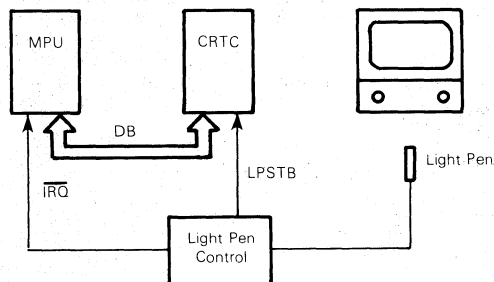 MPU
CRTC
DB
Light Pen
LPSTB
IRQ
Light Pen
Control